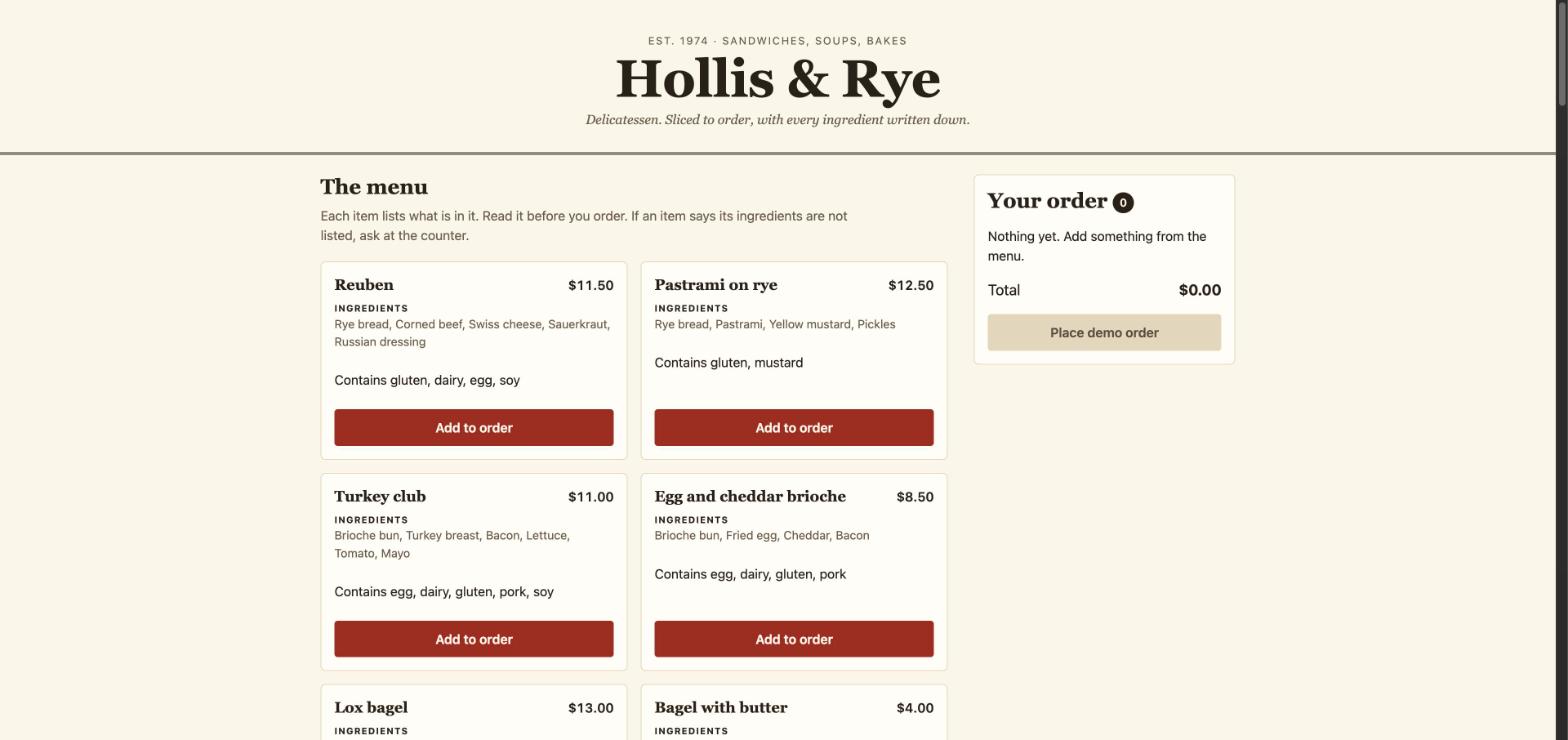 EST. 1974 · SANDWICHES, SOUPS, BAKES
Hollis & Rye
Delicatessen. Sliced to order, with every ingredient written down.
The menu
Each item lists what is in it. Read it before you order. If an item says its ingredients are not
listed, ask at the counter.
Reuben $11.50
INGREDIENTS
Rye bread, Corned beef, Swiss cheese, Sauerkraut,
Russian dressing
Contains gluten, dairy, egg, soy
Add to order
Pastrami on rye $12.50
INGREDIENTS
Rye bread, Pastrami, Yellow mustard, Pickles
Contains gluten, mustard
Add to order
Turkey club $11.00
INGREDIENTS
Brioche bun, Turkey breast, Bacon, Lettuce,
Tomato, Mayo
Contains egg, dairy, gluten, pork, soy
Add to order
Egg and cheddar brioche $8.50
INGREDIENTS
Brioche bun, Fried egg, Cheddar, Bacon
Contains egg, dairy, gluten, pork
Add to order
Lox bagel $13.00
INGREDIENTS
Bagel with butter $4.00
INGREDIENTS
Your order 0
Nothing yet. Add something from the
menu.
Total $0.00
Place demo order